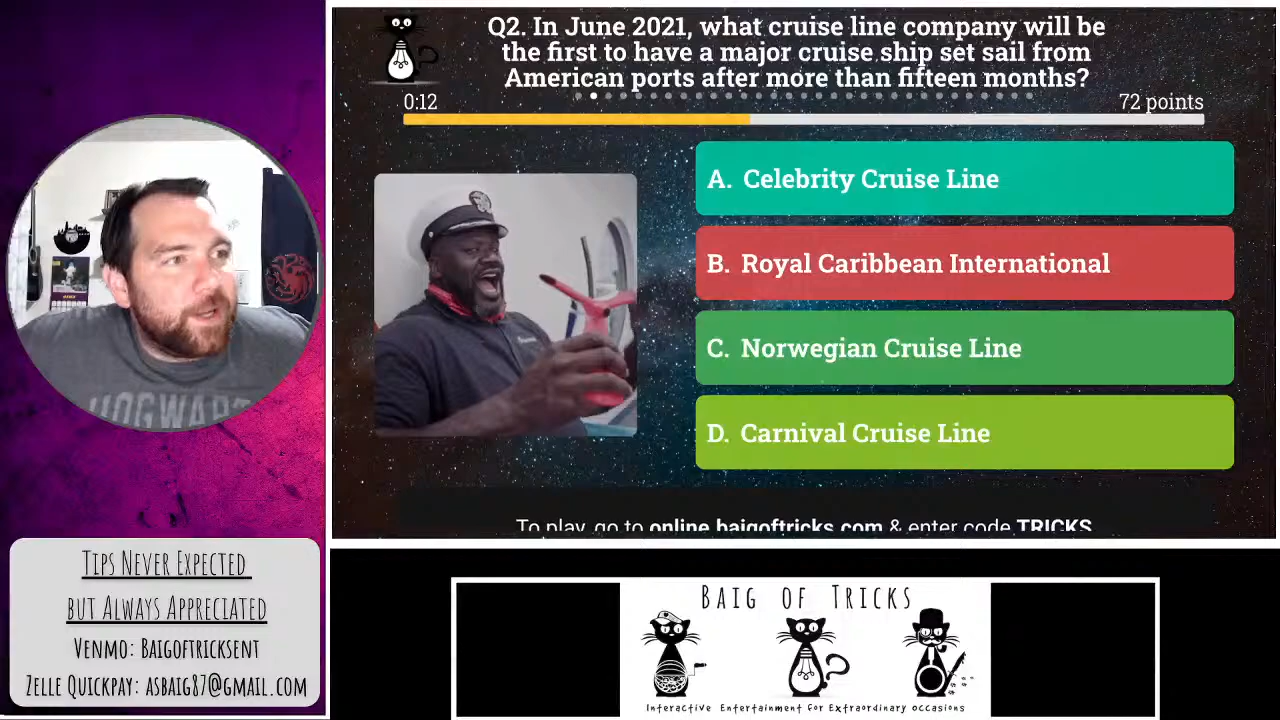 Q2. In June 2021, what cruise line company will be
the first to have a major cruise ship set sail from
American ports after more than fifteen months?
0:12
72 points
A. Celebrity Cruise Line
B. Royal Caribbean International
C. Norwegian Cruise Line
D. Carnival Cruise Line
To play, go to online.baigoftricks.com & enter code TRICKS
HOGWART
Tips Never Expected
but Always Appreciated
Venmo: Baigoftricksent
Zelle Quickpay: asbaig87@gmail.com
Baig of Tricks
Interactive Entertainment for Extraordinary Occasions